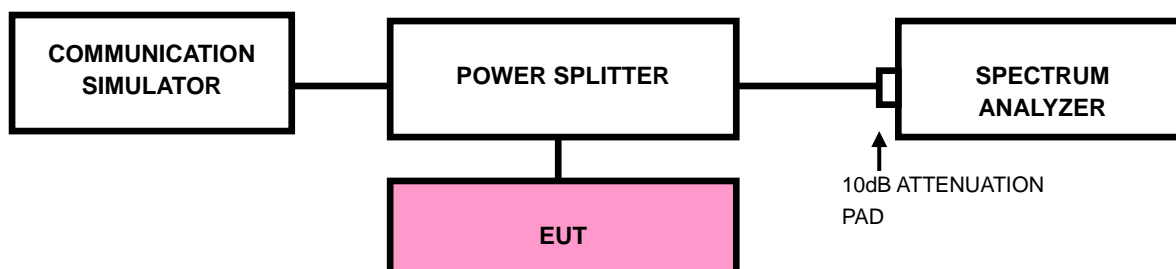 COMMUNICATION
SIMULATOR
POWER SPLITTER
SPECTRUM
ANALYZER
10dB ATTENUATION
PAD
EUT